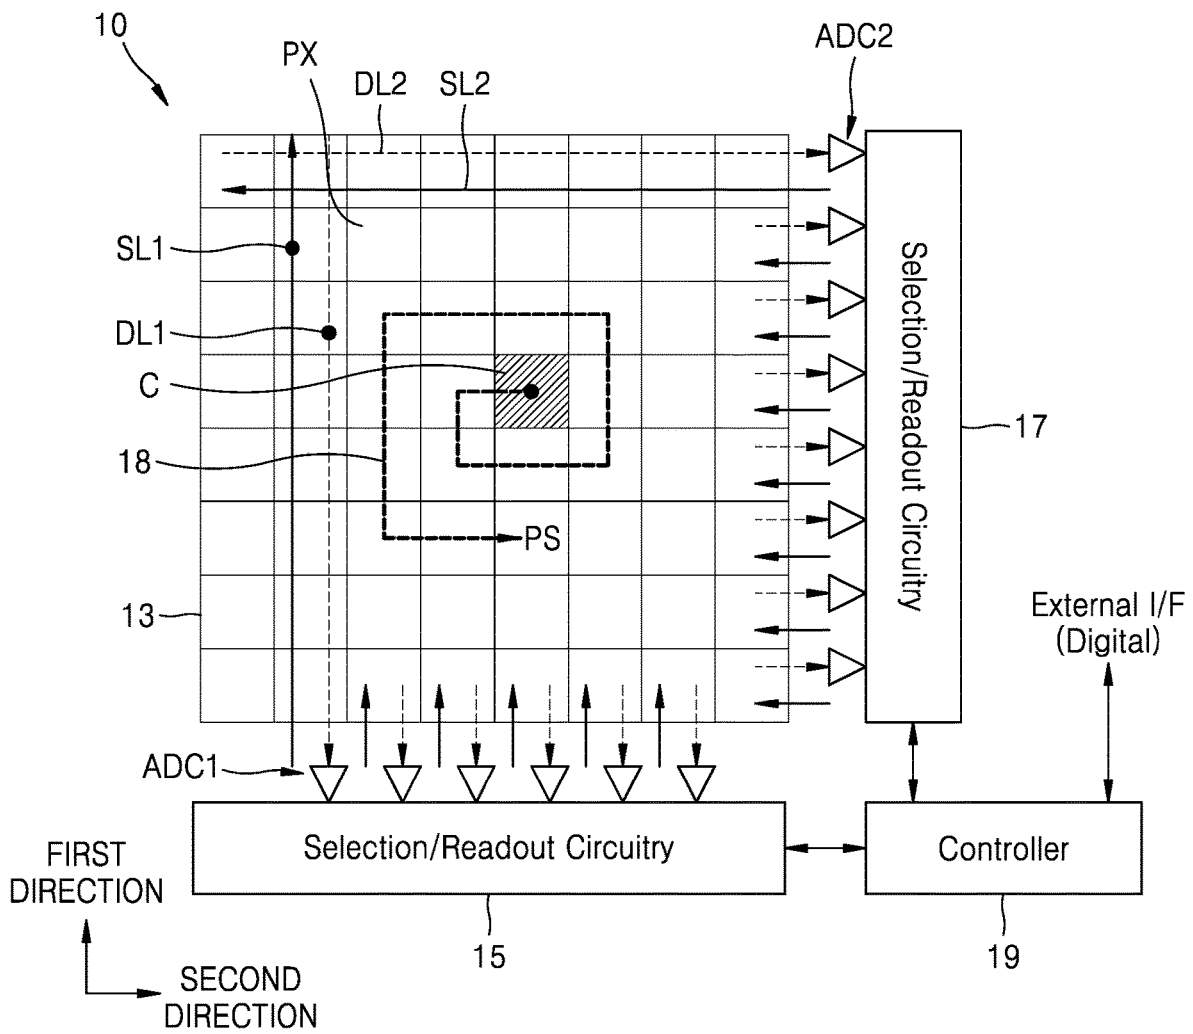 10
PX
DL2
SL2
ADC2
SL1
DL1
C
18
PS
13
Selection/Readout Circuitry
17
External I/F
(Digital)
ADC1
Selection/Readout Circuitry
Controller
FIRST
DIRECTION
15
19
SECOND
DIRECTION